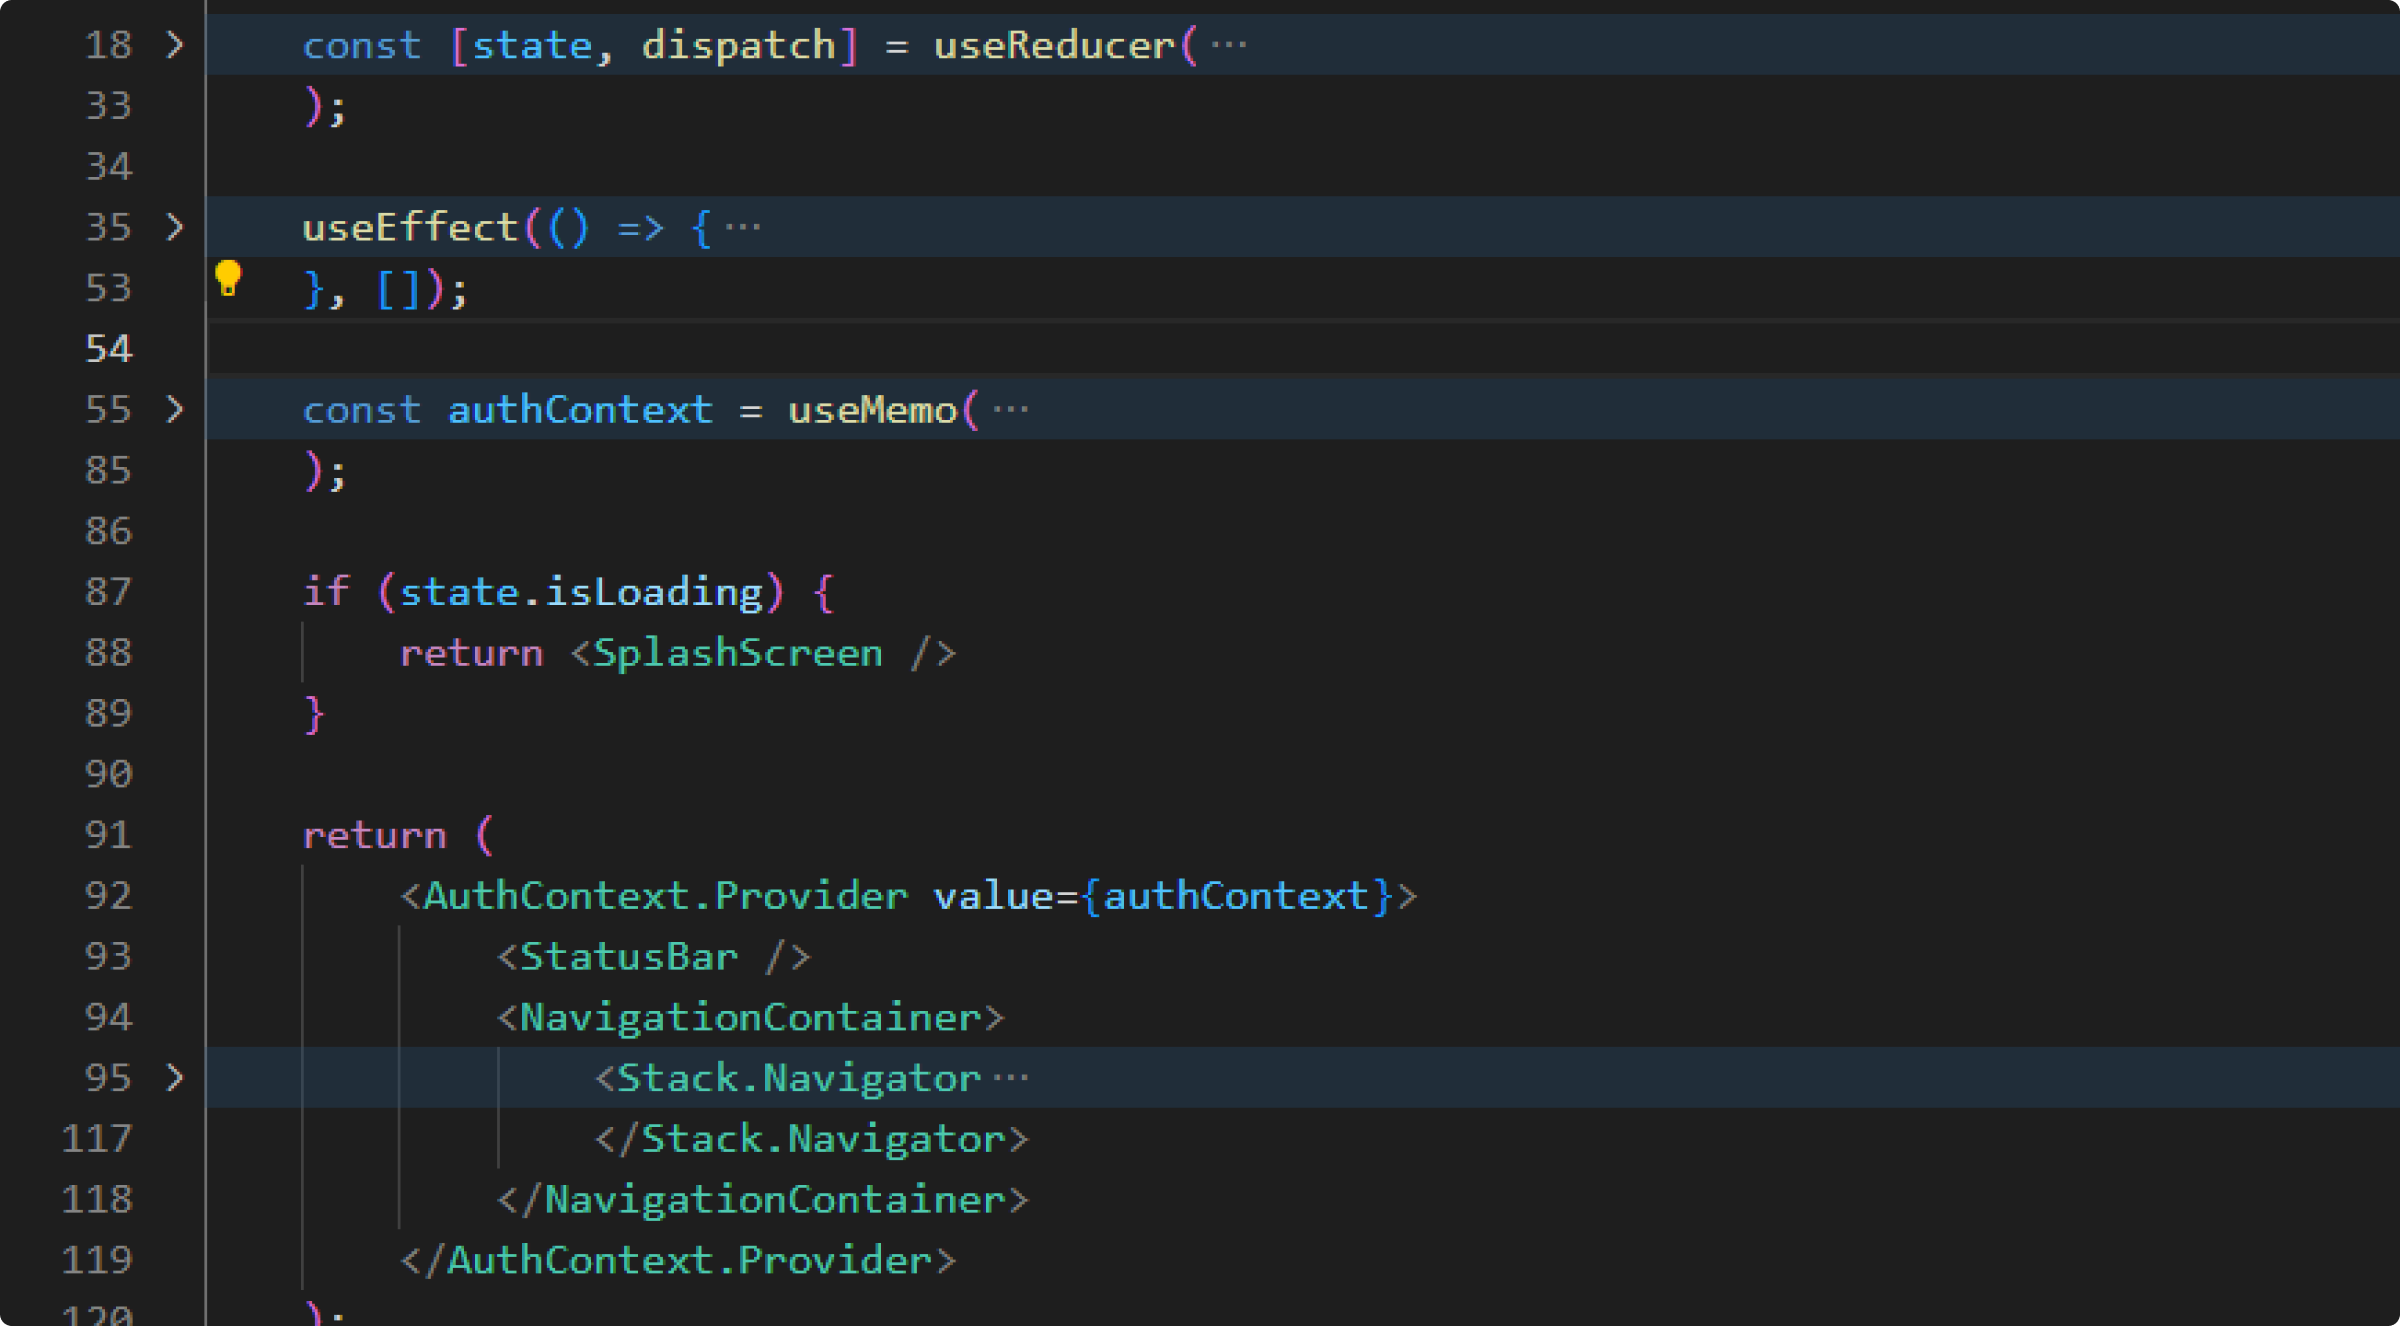 18 > const [state, dispatch] = useReducer(···
33 );
34
35 > useEffect(() => {···
53 }, []);
54
55 > const authContext = useMemo(···
85 );
86
87 if (state.isLoading) {
88 return <SplashScreen />
89 }
90
91 return (
92 <AuthContext.Provider value={authContext}>
93 <StatusBar />
94 <NavigationContainer>
95 > <Stack.Navigator···
117 </Stack.Navigator>
118 </NavigationContainer>
119 </AuthContext.Provider>
120 );